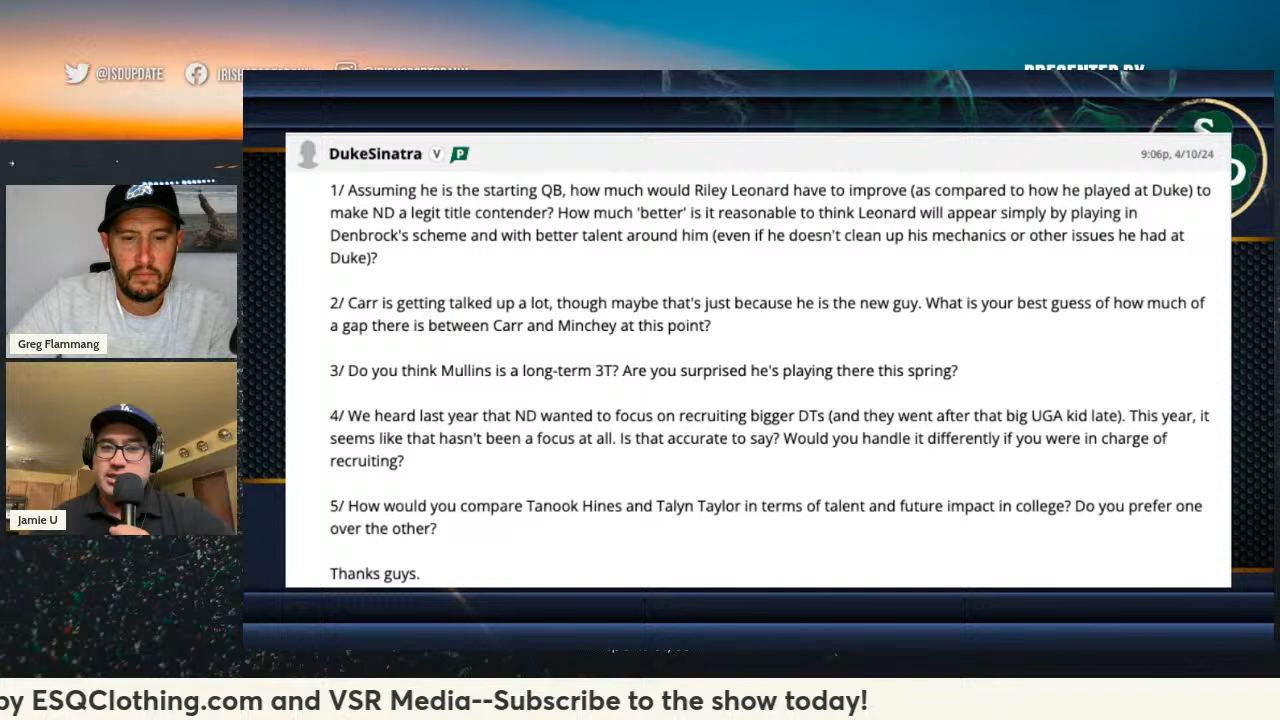 @ISDUPDATE
PRESENTED BY
S
D
DukeSinatra V P
9:06p, 4/10/24
1/ Assuming he is the starting QB, how much would Riley Leonard have to improve (as compared to how he played at Duke) to
make ND a legit title contender? How much 'better' is it reasonable to think Leonard will appear simply by playing in
Denbrock's scheme and with better talent around him (even if he doesn't clean up his mechanics or other issues he had at
Duke)?
2/ Carr is getting talked up a lot, though maybe that's just because he is the new guy. What is your best guess of how much of
a gap there is between Carr and Minchey at this point?
3/ Do you think Mullins is a long-term 3T? Are you surprised he's playing there this spring?
4/ We heard last year that ND wanted to focus on recruiting bigger DTs (and they went after that big UGA kid late). This year, it
seems like that hasn't been a focus at all. Is that accurate to say? Would you handle it differently if you were in charge of
recruiting?
5/ How would you compare Tanook Hines and Talyn Taylor in terms of talent and future impact in college? Do you prefer one
over the other?
Thanks guys.
Greg Flammang
LA
Jamie U
by ESQClothing.com and VSR Media--Subscribe to the show today!